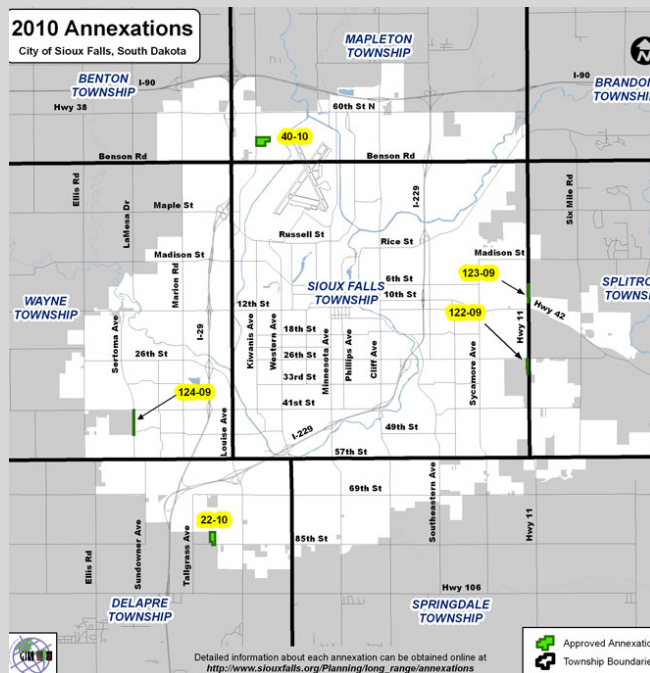 2010 Annexations
City of Sioux Falls, South Dakota
MAPLETON
TOWNSHIP
N
BENTON
TOWNSHIP
I-90
I-90
BRANDON
TOWNSHIP
Hwy 38
60th St N
40-10
Benson Rd
Benson Rd
Ellis Rd
LaMesa Dr
Maple St
I-229
Six Mile Rd
Russell St
Rice St
Madison St
Madison St
Marion Rd
6th St
123-09
SIOUX FALLS
TOWNSHIP
10th St
SPLITRO
TOWNSH
WAYNE
TOWNSHIP
12th St
Hwy 42
122-09
Hwy 11
Sertoma Ave
I-29
Kiwanis Ave
Western Ave
18th St
Minnesota Ave
Phillips Ave
Cliff Ave
Sycamore Ave
26th St
26th St
33rd St
124-09
41st St
Louise Ave
I-229
49th St
57th St
69th St
Southeastern Ave
22-10
85th St
Hwy 11
Ellis Rd
Sundowner Ave
Tallgrass Ave
Hwy 106
DELAPRE
TOWNSHIP
SPRINGDALE
TOWNSHIP
Approved Annexatio
Township Boundarie
Detailed information about each annexation can be obtained online at
http://www.siouxfalls.org/Planning/long_range/annexations